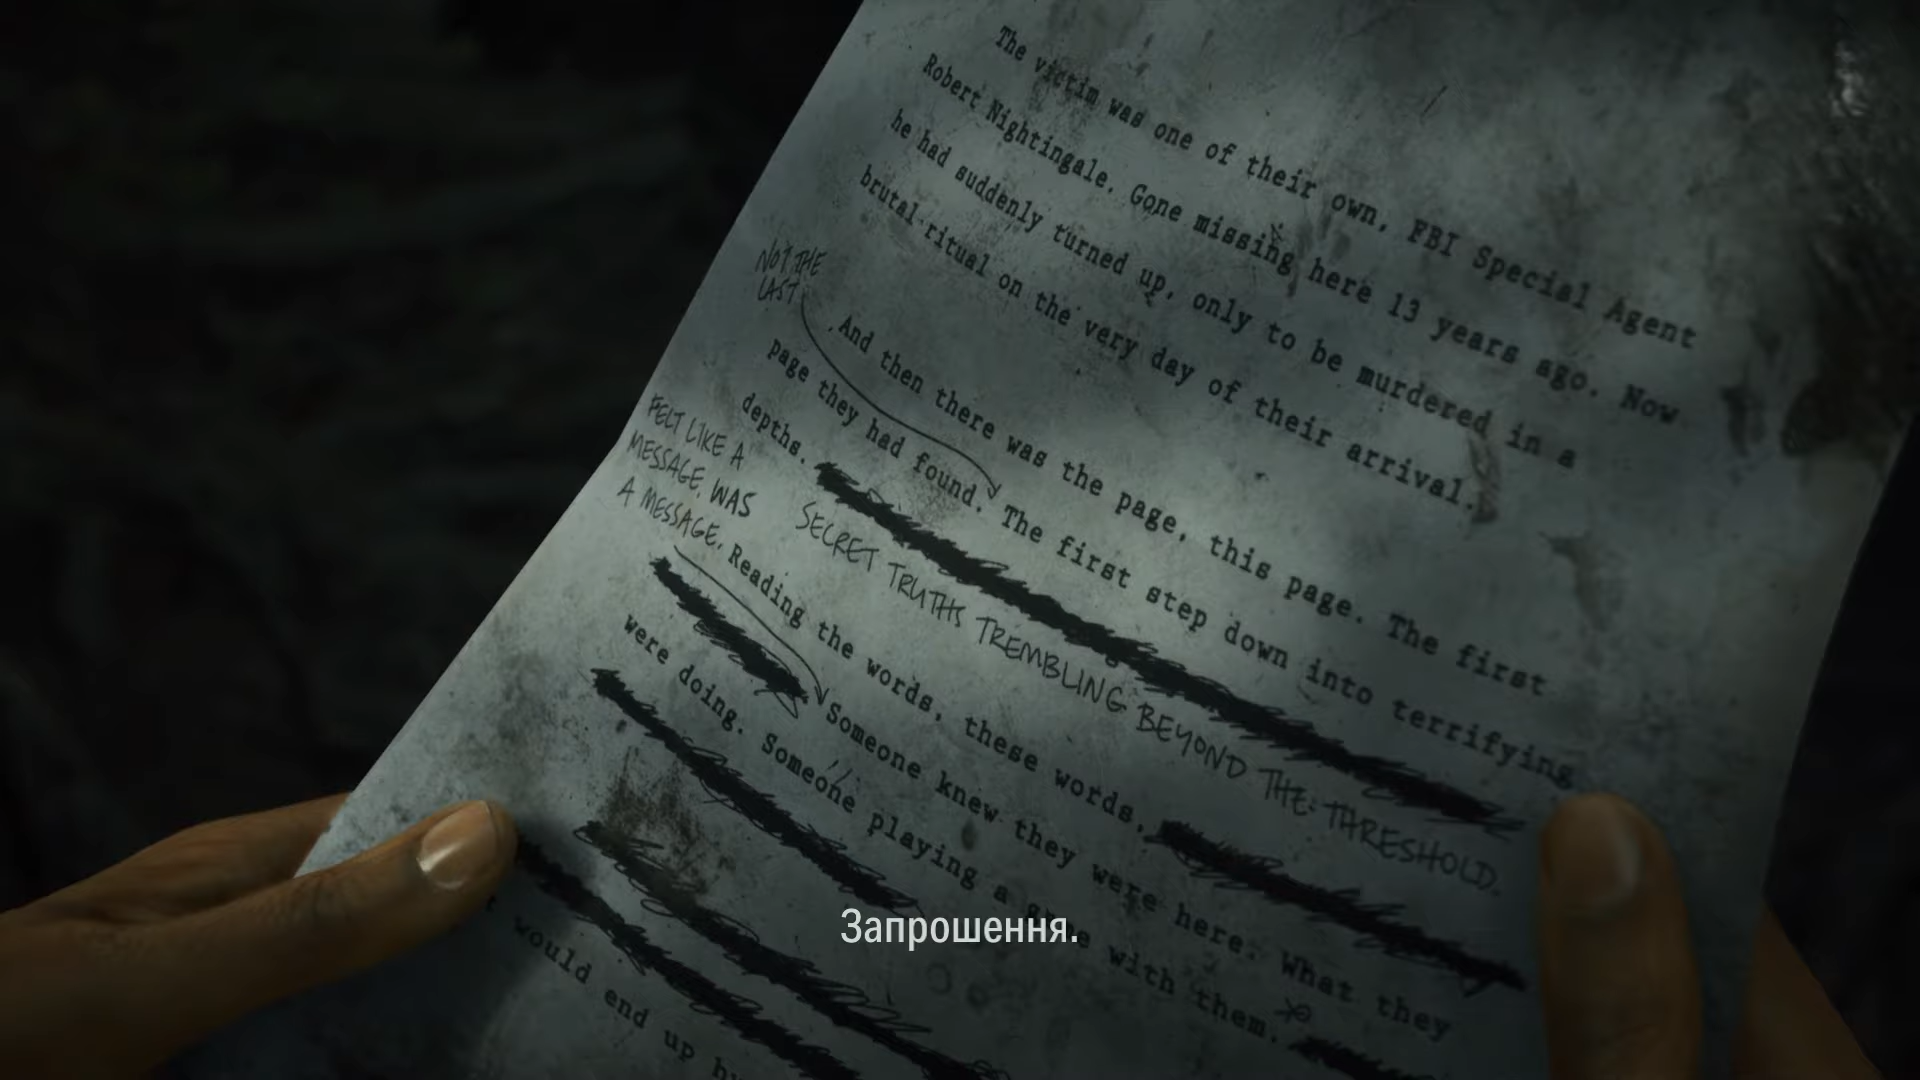 The victim was one of their own, FBI Special Agent
Robert Nightingale. Gone missing here 13 years ago. Now
he had suddenly turned up, only to be murdered in a
brutal ritual on the very day of their arrival.
NOT THE
LAST
And then there was the page, this page. The first
page they had found. The first step down into terrifying
depths.
SECRET TRUTHS TREMBLING BEYOND THE THRESHOLD.
FELT LIKE A
MESSAGE. WAS
A MESSAGE.
Reading the words, these words,
Someone knew they were here. What they
were doing. Someone playing a game with them.
would end up
Запрошення.